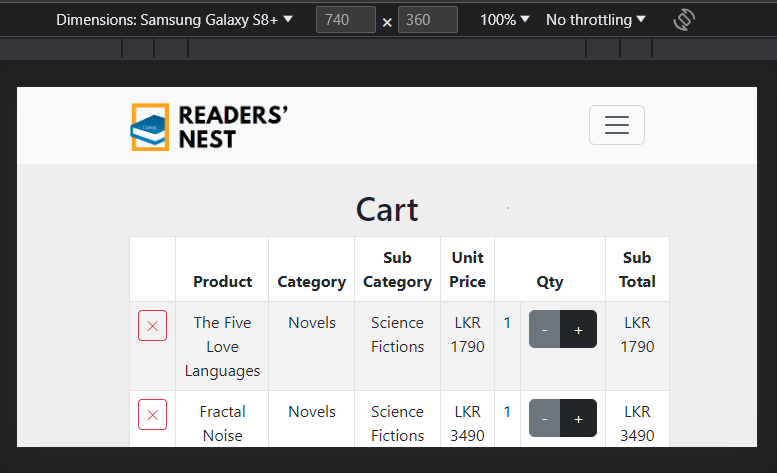 Dimensions: Samsung Galaxy S8+ 740 × 360 100% No throttling
READERS’
NEST
Cart
Product Category Sub Category Unit Price Qty Sub Total
The Five Love Languages Novels Science Fictions LKR 1790 1 - + LKR 1790
Fractal Noise Novels Science Fictions LKR 3490 1 - + LKR 3490